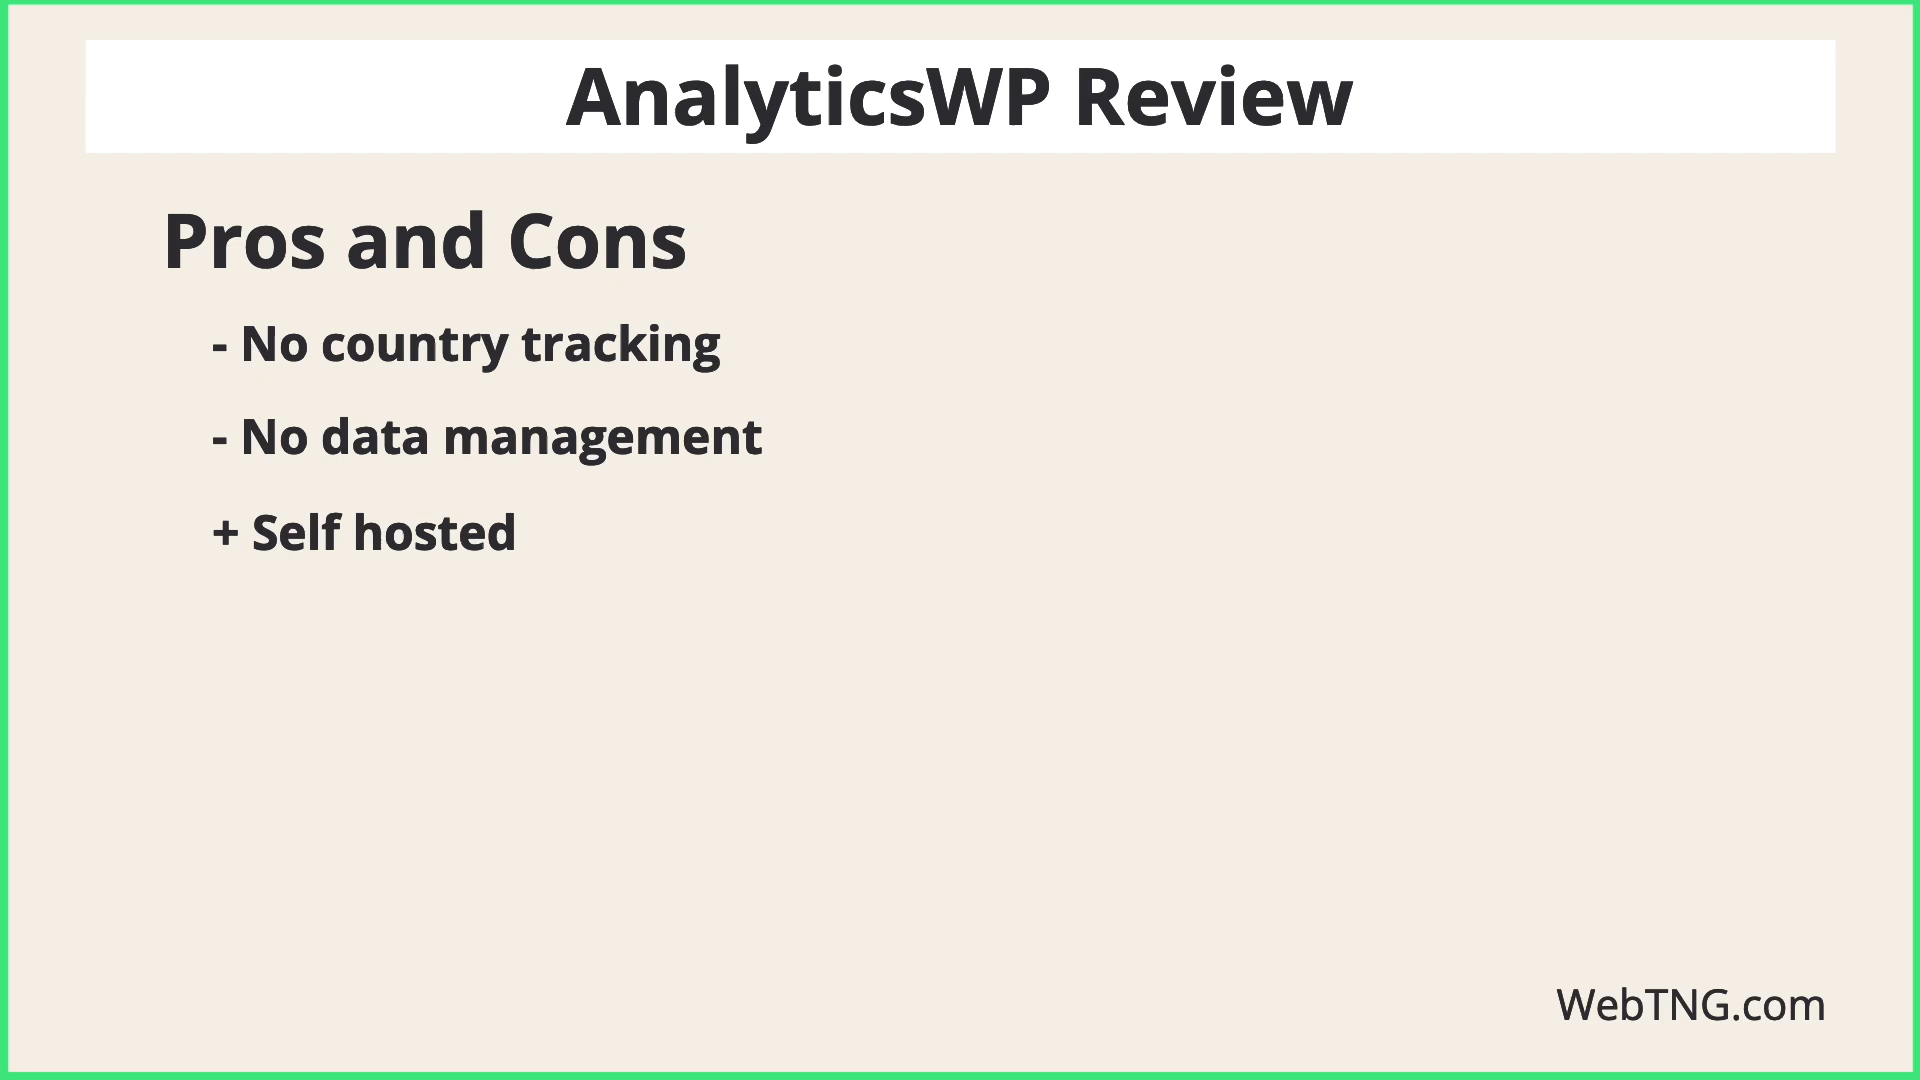 AnalyticsWP Review
Pros and Cons
- No country tracking
- No data management
+ Self hosted
WebTNG.com